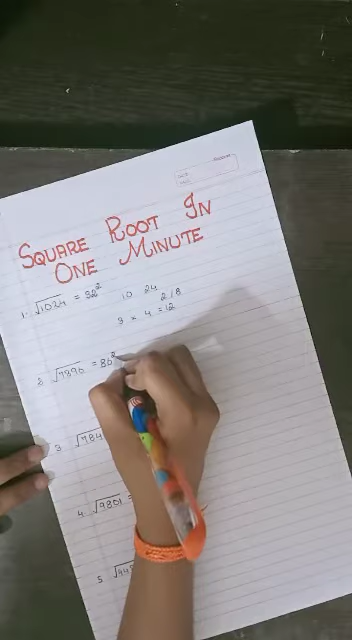 SQUARE ROOT IN
ONE MINUTE
1. √1024 = 32² 10 24
2 / 8
3 × 4 = 12
2. √7396 = 86²
3 √784
4 √9801 =
5 √44